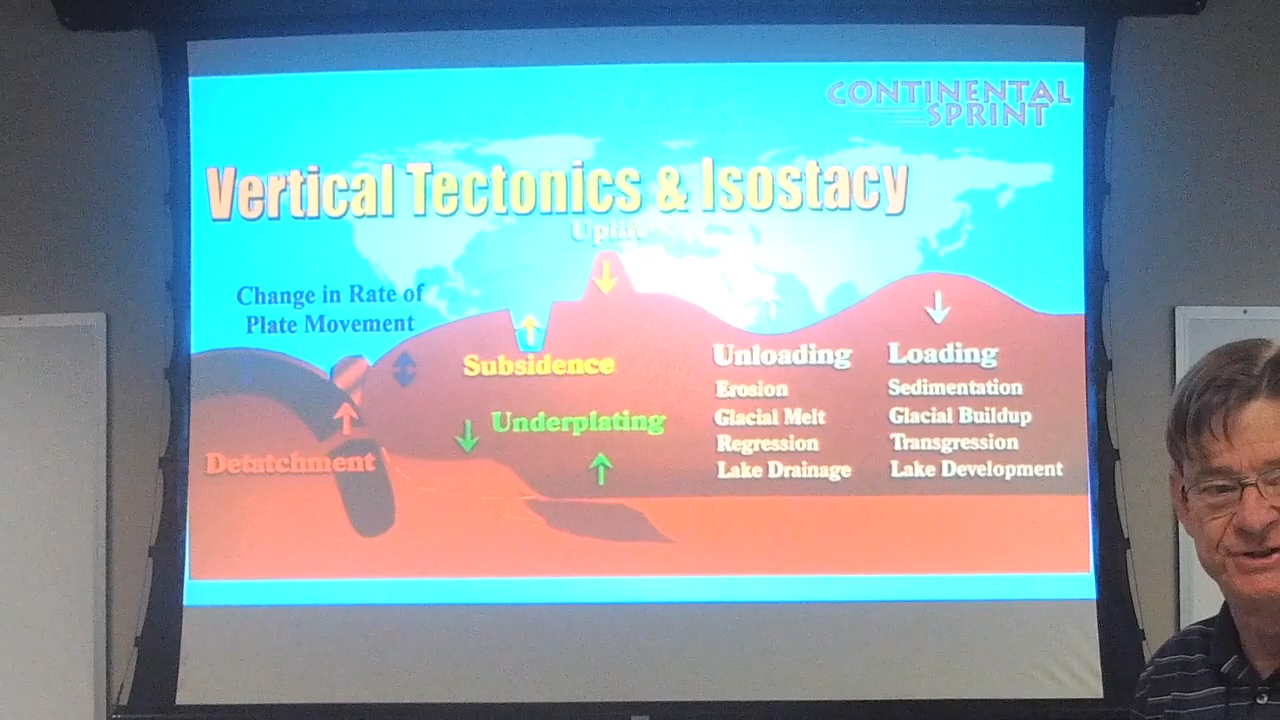 CONTINENTAL
SPRINT
Vertical Tectonics & Isostacy
Uplift
Change in Rate of
Plate Movement
Subsidence
Underplating
Detatchment
Unloading
Erosion
Glacial Melt
Regression
Lake Drainage
Loading
Sedimentation
Glacial Buildup
Transgression
Lake Development